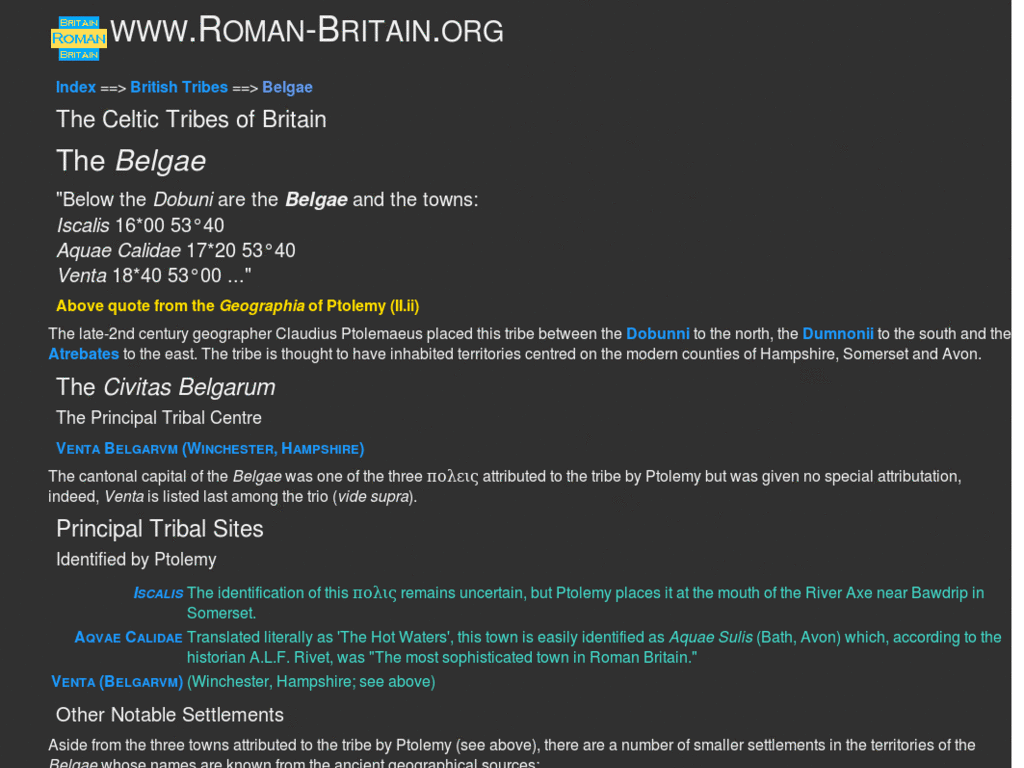 BRITAIN
ROMAN
BRITAIN
WWW.ROMAN-BRITAIN.ORG
Index ==> British Tribes ==> Belgae
The Celtic Tribes of Britain
The Belgae
"Below the Dobuni are the Belgae and the towns:
Iscalis 16*00 53°40
Aquae Calidae 17*20 53°40
Venta 18*40 53°00 ..."
Above quote from the Geographia of Ptolemy (II.ii)
The late-2nd century geographer Claudius Ptolemaeus placed this tribe between the Dobunni to the north, the Dumnonii to the south and the
Atrebates to the east. The tribe is thought to have inhabited territories centred on the modern counties of Hampshire, Somerset and Avon.
The Civitas Belgarum
The Principal Tribal Centre
VENTA BELGARVM (WINCHESTER, HAMPSHIRE)
The cantonal capital of the Belgae was one of the three πολεις attributed to the tribe by Ptolemy but was given no special attributation,
indeed, Venta is listed last among the trio (vide supra).
Principal Tribal Sites
Identified by Ptolemy
ISCALIS The identification of this πολις remains uncertain, but Ptolemy places it at the mouth of the River Axe near Bawdrip in
Somerset.
AQVAE CALIDAE Translated literally as 'The Hot Waters', this town is easily identified as Aquae Sulis (Bath, Avon) which, according to the
historian A.L.F. Rivet, was "The most sophisticated town in Roman Britain."
VENTA (BELGARVM) (Winchester, Hampshire; see above)
Other Notable Settlements
Aside from the three towns attributed to the tribe by Ptolemy (see above), there are a number of smaller settlements in the territories of the
Belgae whose names are known from the ancient geographical sources: